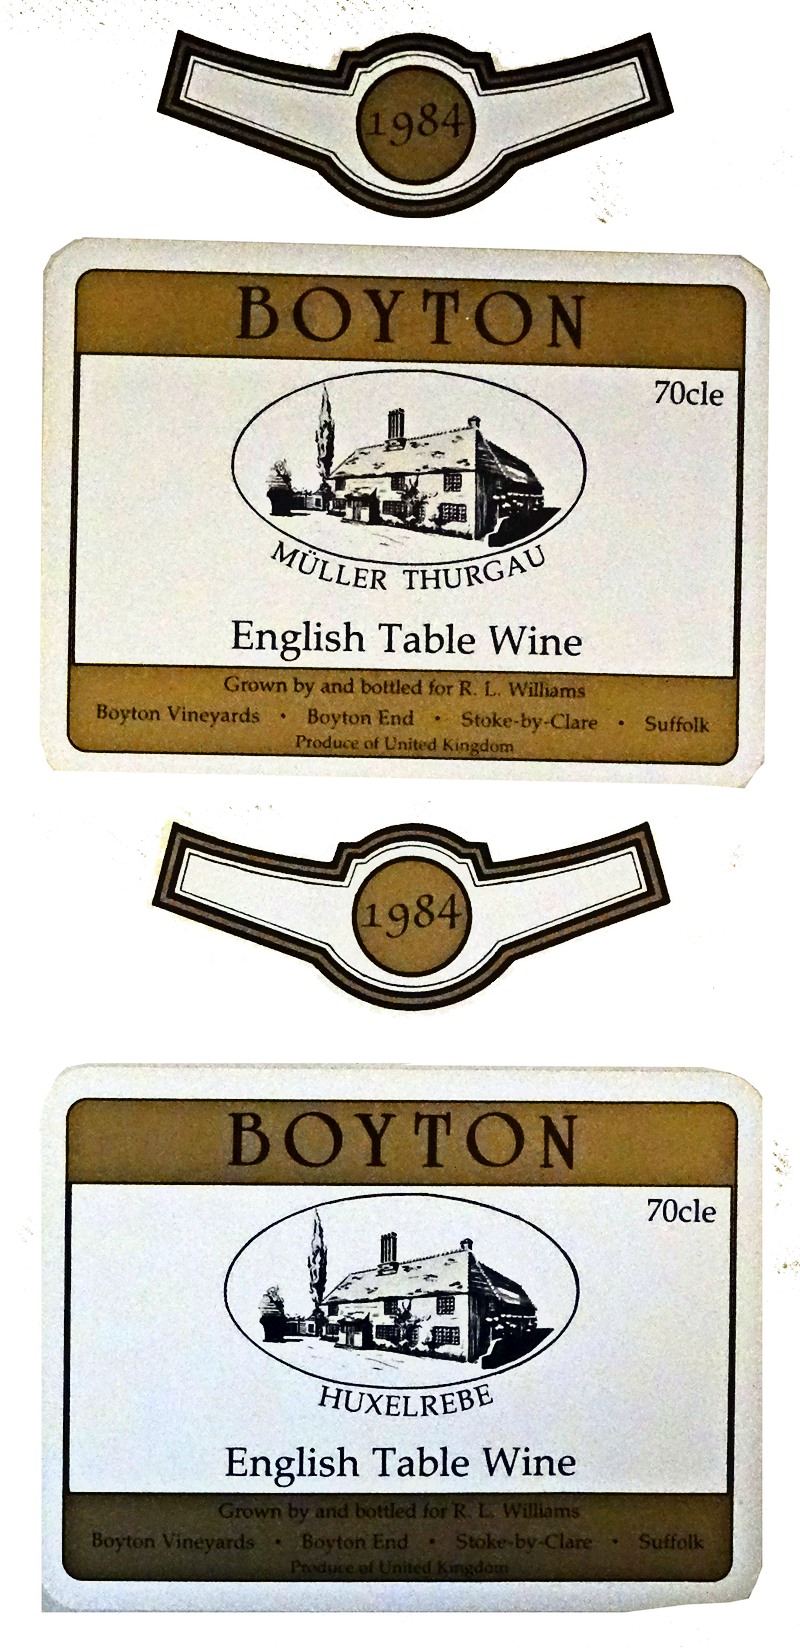 1984
BOYTON
70cle
MÜLLER THURGAU
English Table Wine
Grown by and bottled for R. L. Williams
Boyton Vineyards • Boyton End • Stoke-by-Clare • Suffolk
Produce of United Kingdom
1984
BOYTON
70cle
HUXELREBE
English Table Wine
Grown by and bottled for R. L. Williams
Boyton Vineyards • Boyton End • Stoke-by-Clare • Suffolk
Produce of United Kingdom